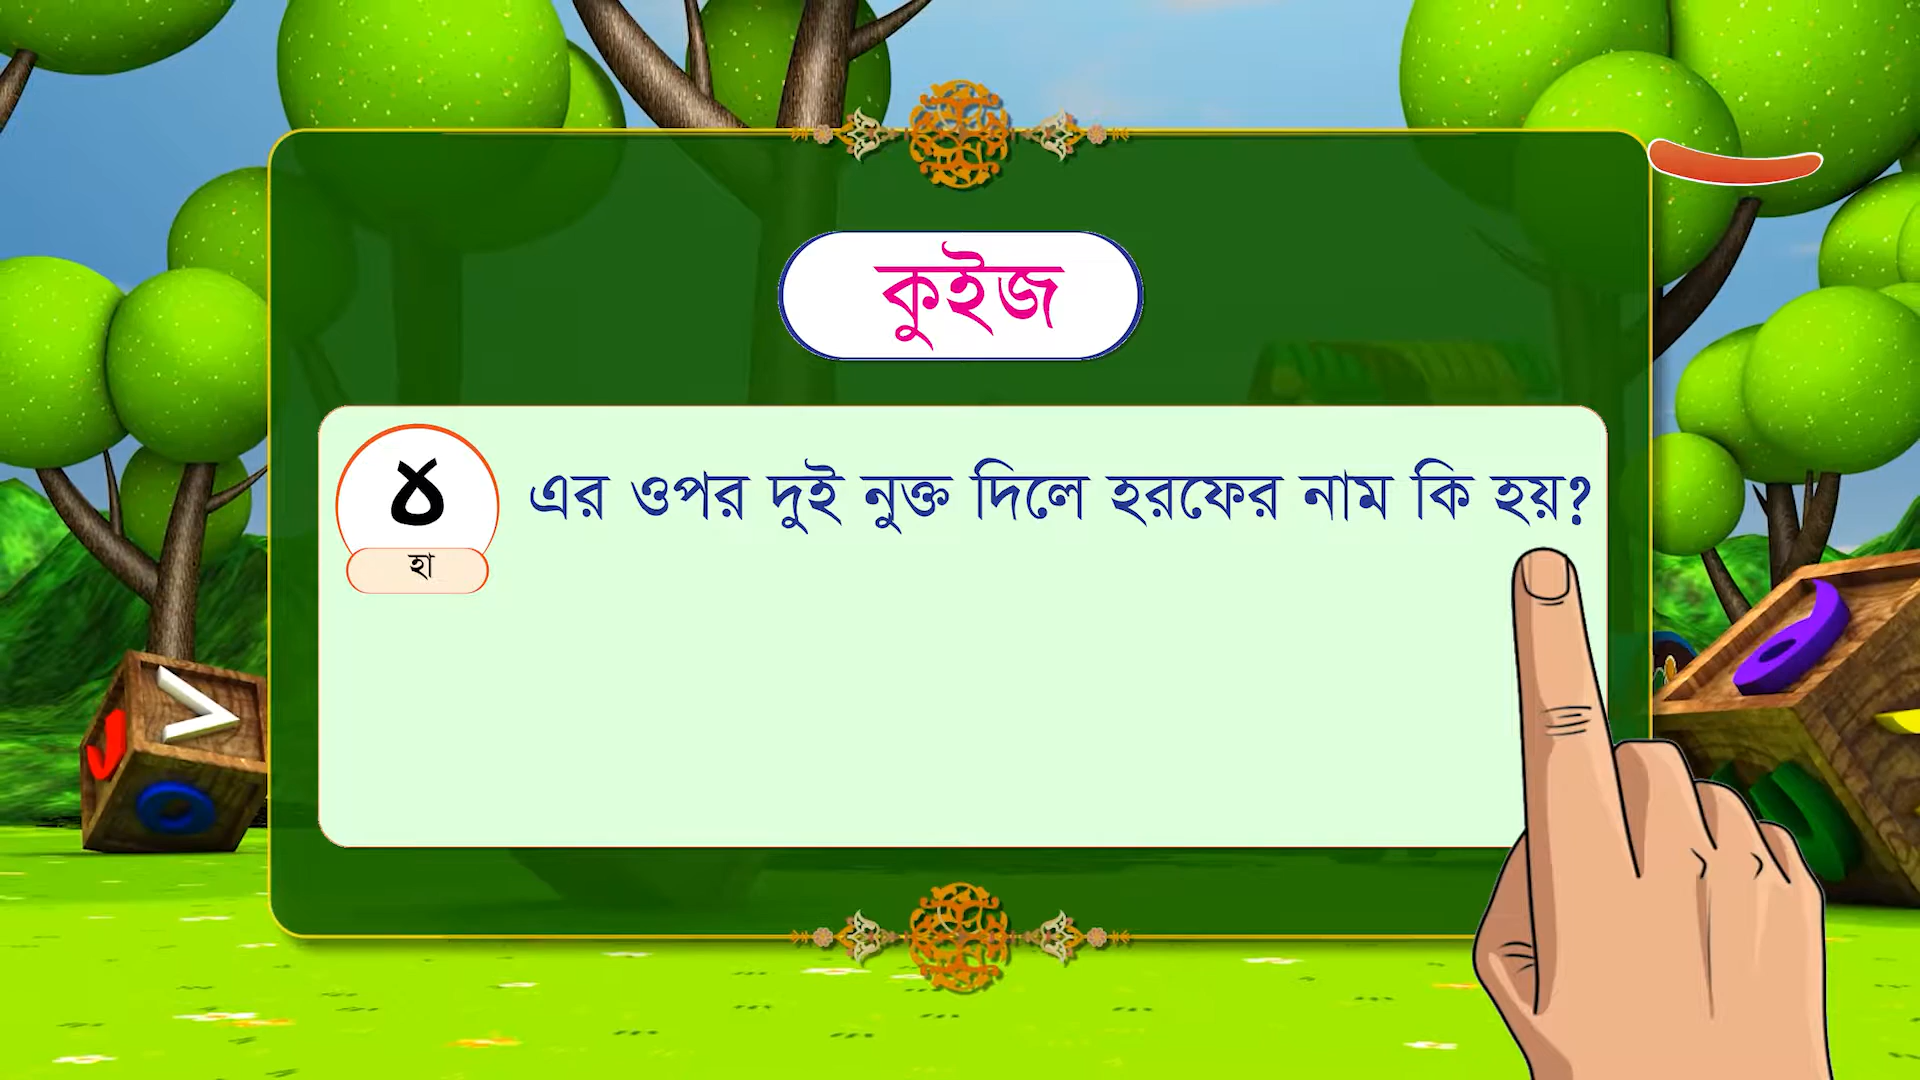 কুইজ
ه এর ওপর দুই নুক্ত দিলে হরফের নাম কি হয়?
হা